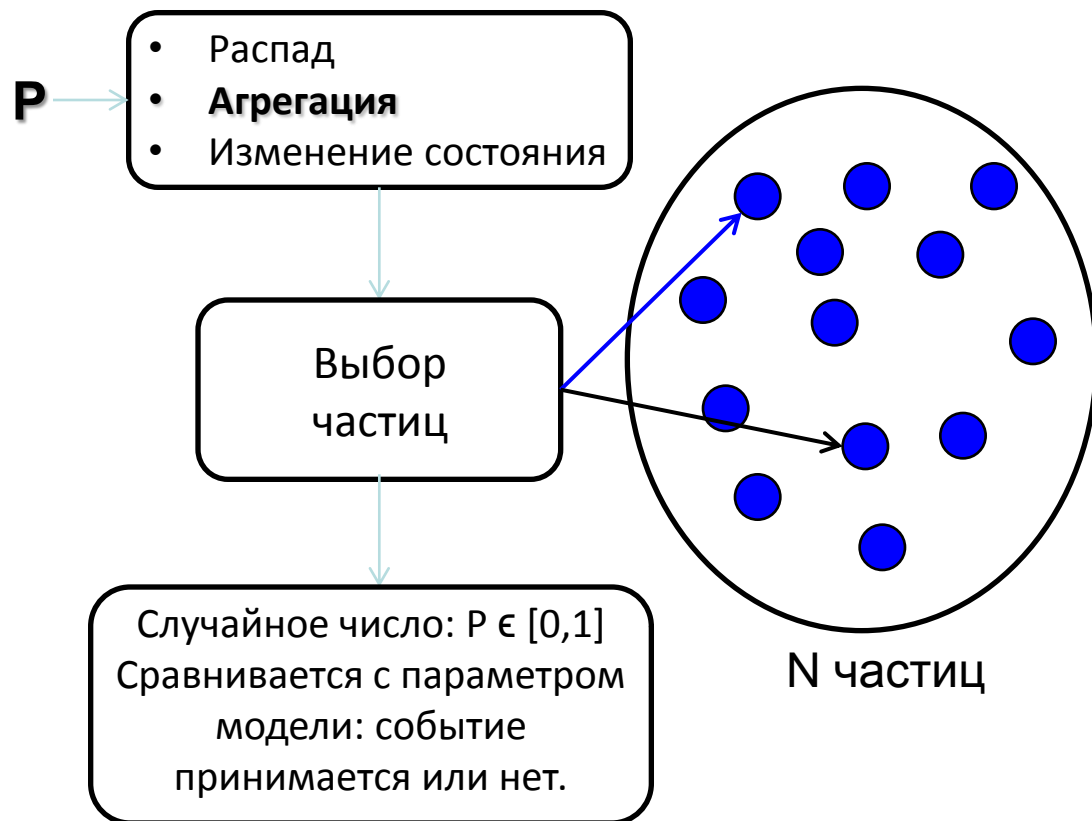 P
• Распад
• Агрегация
• Изменение состояния
Выбор
частиц
Случайное число: P ϵ [0,1]
Сравнивается с параметром
модели: событие
принимается или нет.
N частиц